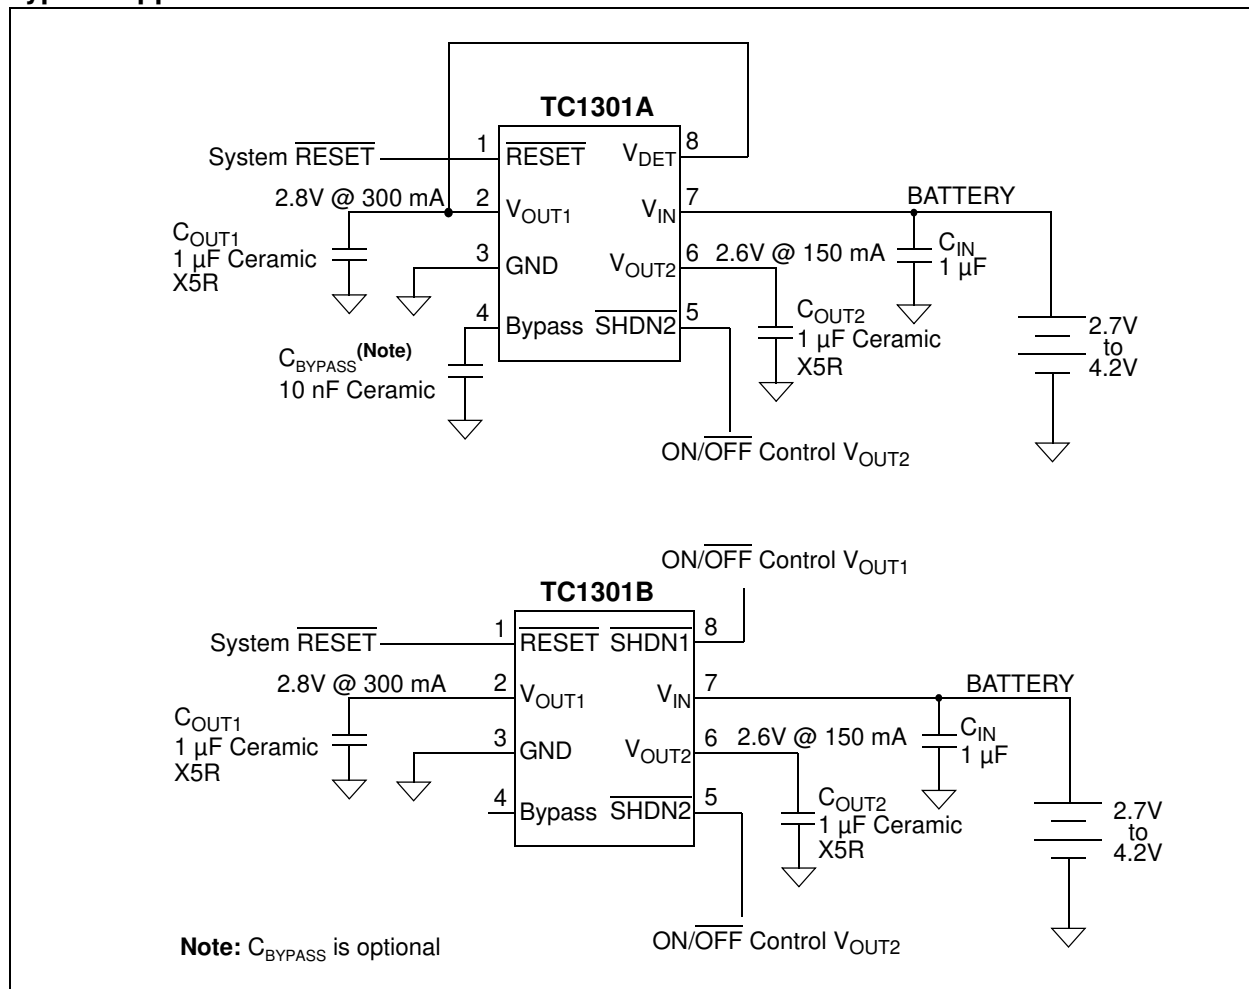 TC1301A
System RESET
1
RESET
VDET
8
2.8V @ 300 mA
2
VOUT1
VIN
7
BATTERY
COUT1
1 µF Ceramic
X5R
3
GND
VOUT2
6
2.6V @ 150 mA
CIN
1 µF
4
Bypass
SHDN2
5
COUT2
1 µF Ceramic
X5R
2.7V
to
4.2V
CBYPASS(Note)
10 nF Ceramic
ON/OFF Control VOUT2
ON/OFF Control VOUT1
TC1301B
System RESET
1
RESET
SHDN1
8
2.8V @ 300 mA
2
VOUT1
VIN
7
BATTERY
COUT1
1 µF Ceramic
X5R
3
GND
VOUT2
6
2.6V @ 150 mA
CIN
1 µF
4
Bypass
SHDN2
5
COUT2
1 µF Ceramic
X5R
2.7V
to
4.2V
Note: CBYPASS is optional
ON/OFF Control VOUT2